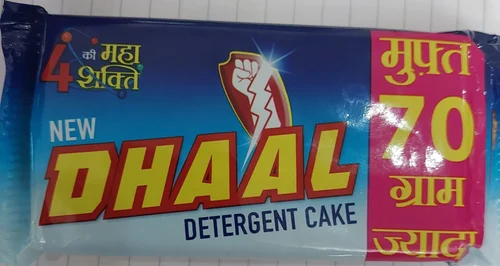 4 की महा
शक्ति
NEW
DHAAL
DETERGENT CAKE
मुफ़्त
70
ग्राम
ज्यादा